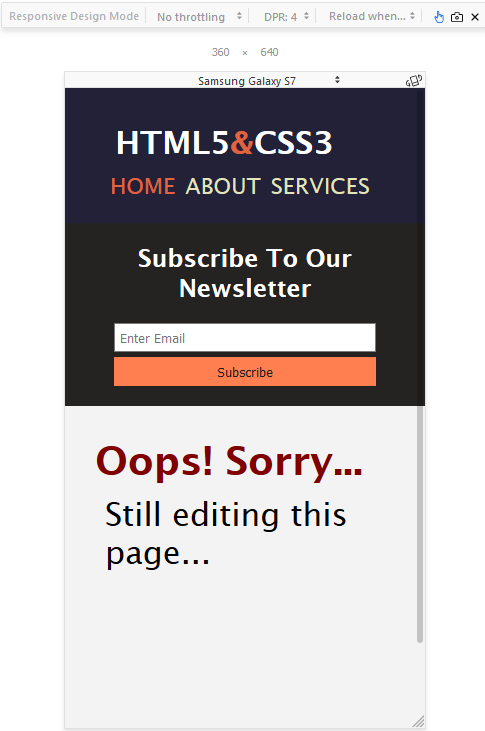 Responsive Design Mode No throttling DPR: 4 Reload when...
360 × 640
Samsung Galaxy S7
HTML5&CSS3
HOME ABOUT SERVICES
Subscribe To Our
Newsletter
Enter Email
Subscribe
Oops! Sorry...
Still editing this
page...